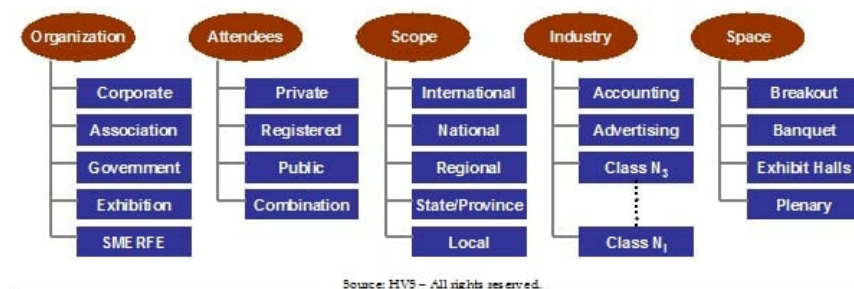 Organization Attendees Scope Industry Space
Corporate Private International Accounting Breakout
Association Registered National Advertising Banquet
Government Public Regional Class N₃ Exhibit Halls
Exhibition Combination State/Province Plenary
SMERFE Local Class Nₗ
Source: HVS – All rights reserved.